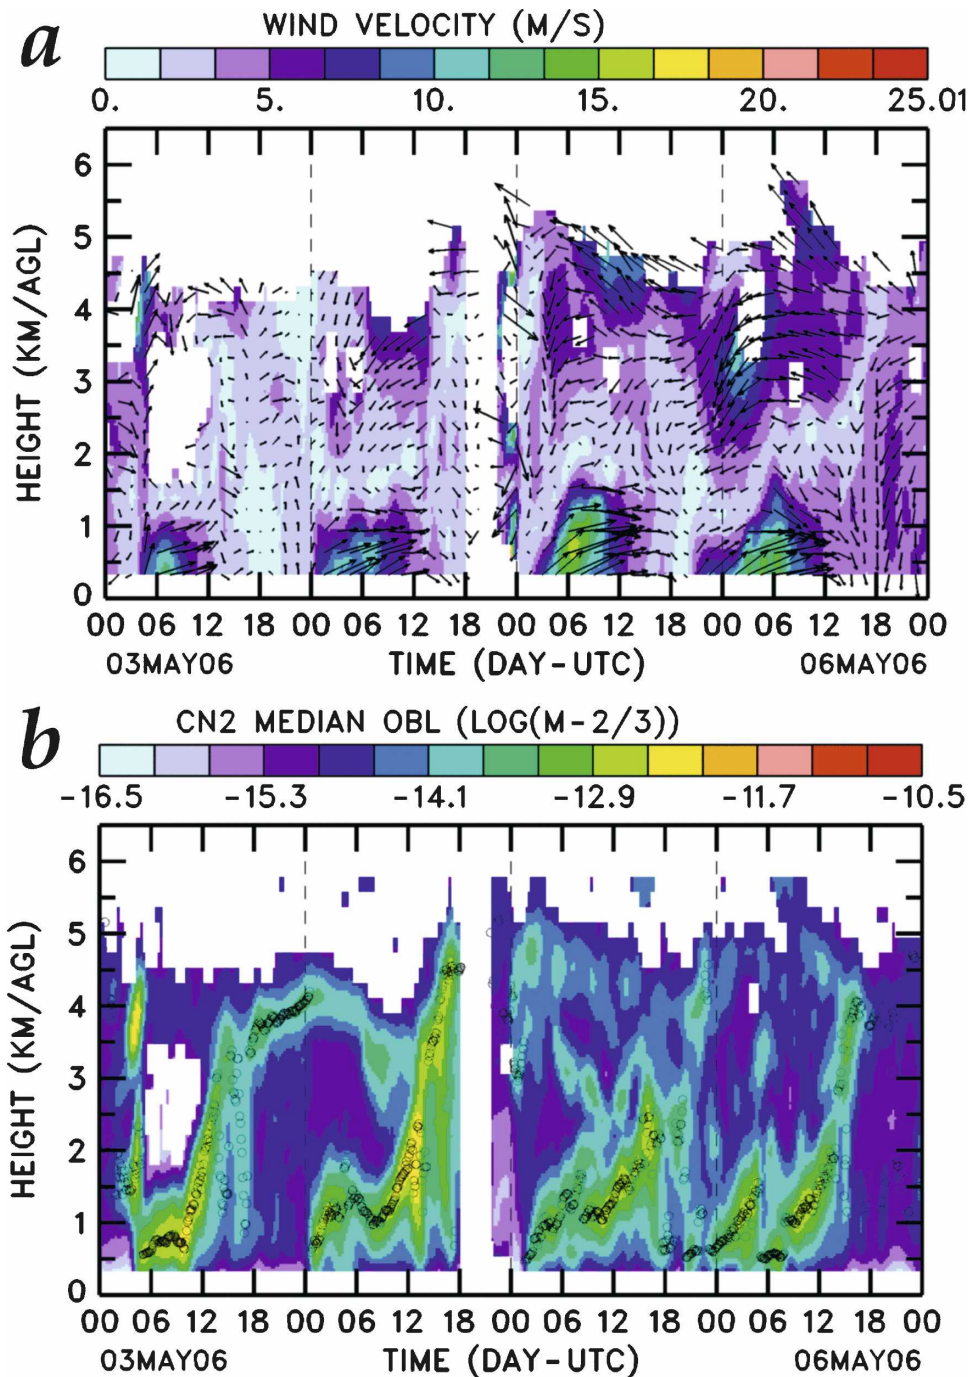 a
WIND VELOCITY (M/S)
0. 5. 10. 15. 20. 25.01
HEIGHT (KM/AGL)
6
5
4
3
2
1
0
00 06 12 18 00 06 12 18 00 06 12 18 00 06 12 18 00
03MAY06 TIME (DAY-UTC) 06MAY06
b
CN2 MEDIAN OBL (LOG(M-2/3))
-16.5 -15.3 -14.1 -12.9 -11.7 -10.5
HEIGHT (KM/AGL)
6
5
4
3
2
1
0
00 06 12 18 00 06 12 18 00 06 12 18 00 06 12 18 00
03MAY06 TIME (DAY-UTC) 06MAY06